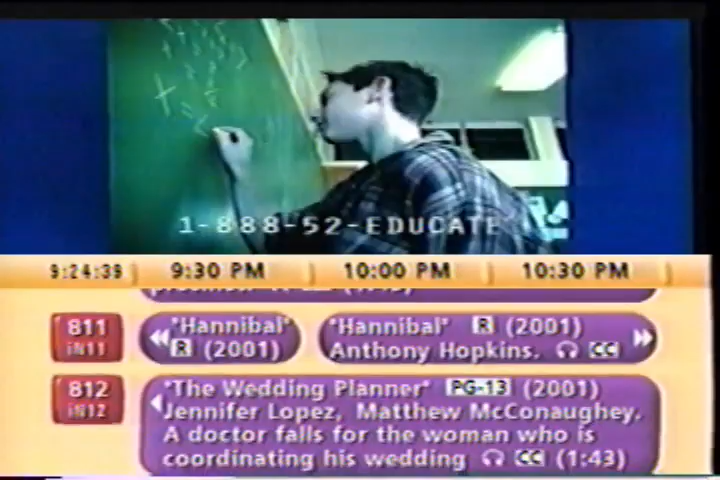 1-888-52-EDUCATE
9:24:39 9:30 PM 10:00 PM 10:30 PM
811
iN11
"Hannibal"
R (2001)
"Hannibal" R (2001)
Anthony Hopkins. CC
812
iN12
"The Wedding Planner" PG-13 (2001)
Jennifer Lopez, Matthew McConaughey.
A doctor falls for the woman who is
coordinating his wedding CC (1:43)